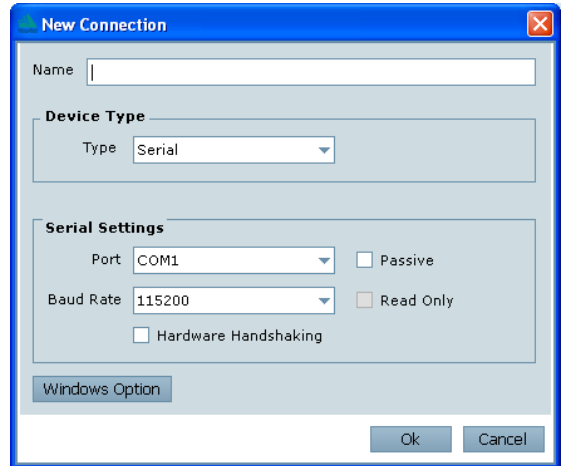 New Connection
Name
Device Type
Type Serial
Serial Settings
Port COM1 Passive
Baud Rate 115200 Read Only
Hardware Handshaking
Windows Option
Ok Cancel